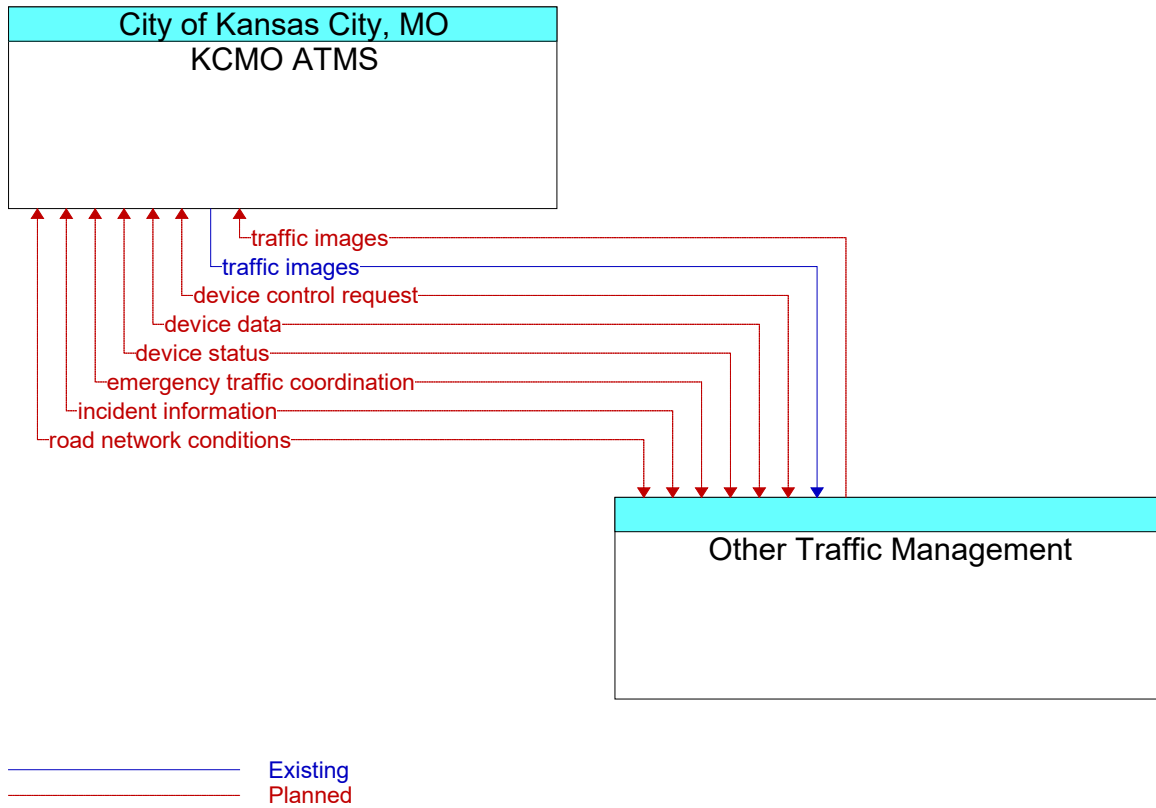 City of Kansas City, MO
KCMO ATMS
traffic images
traffic images
device control request
device data
device status
emergency traffic coordination
incident information
road network conditions
Other Traffic Management
Existing
Planned